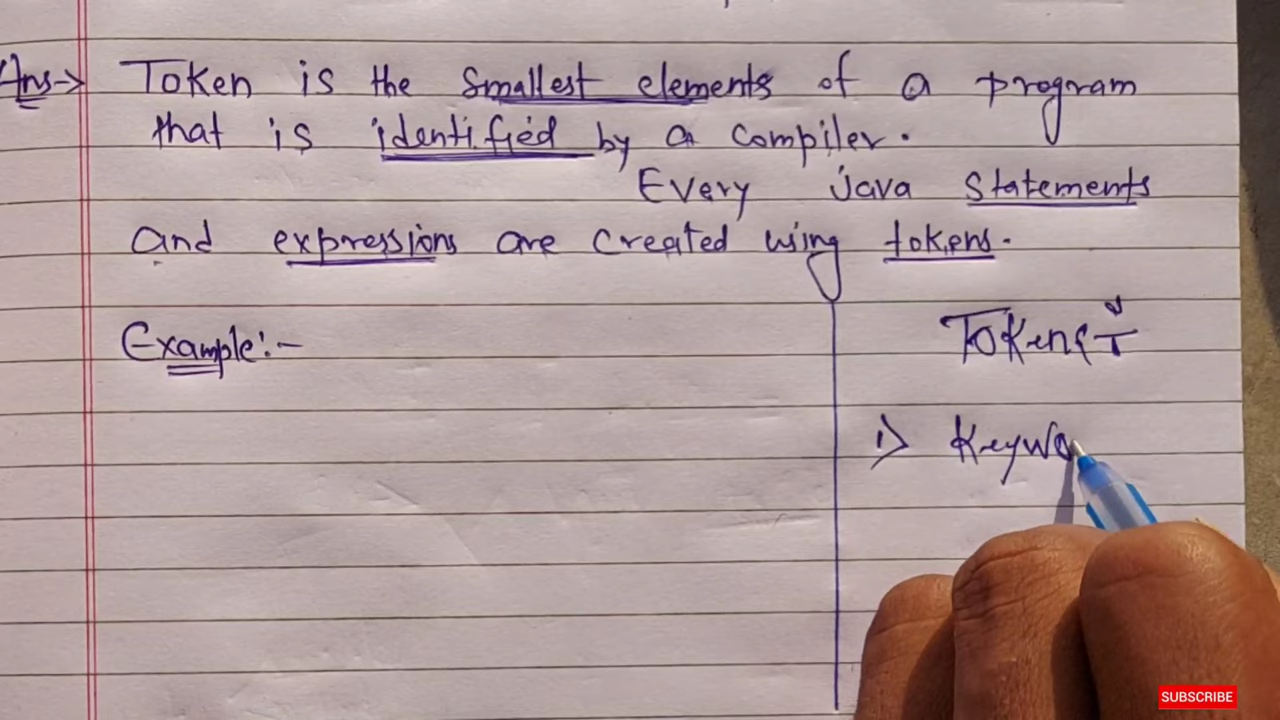 Ans->
Token is the smallest elements of a program
that is identified by a compiler.
Every Java Statements
and expressions are created using tokens.
Example:-
Tokens
1> Keywo
SUBSCRIBE